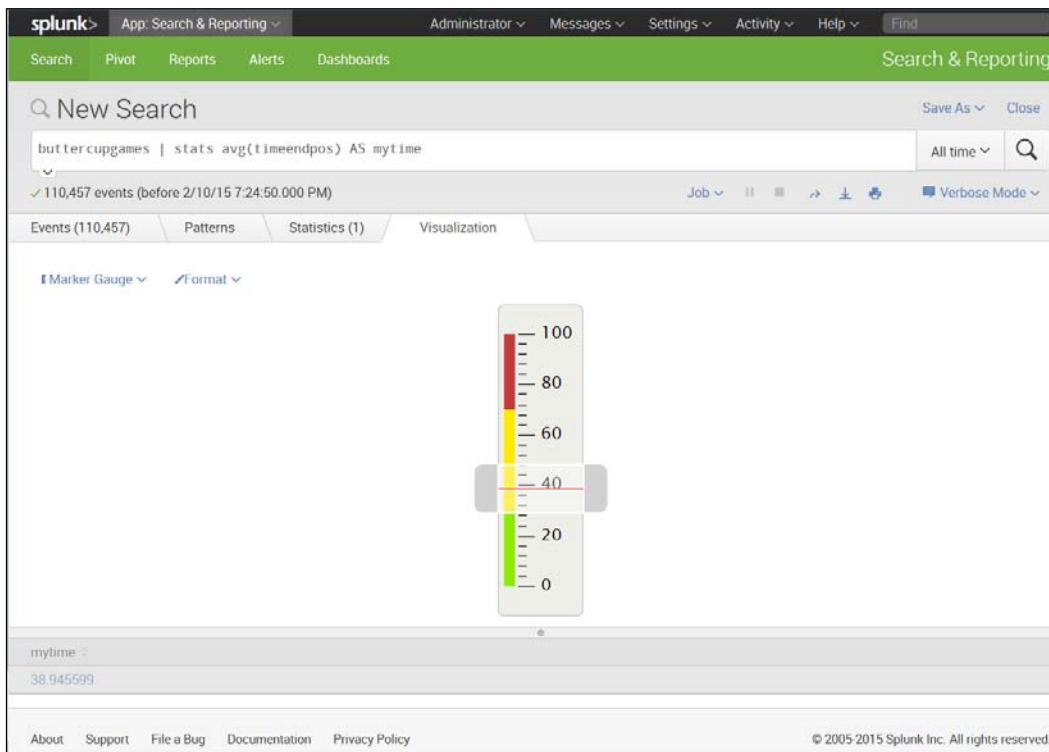 splunk> App: Search & Reporting Administrator Messages Settings Activity Help Find
Search Pivot Reports Alerts Dashboards Search & Reporting
New Search Save As Close
buttercupgames | stats avg(timeendpos) AS mytime All time
110,457 events (before 2/10/15 7:24:50.000 PM) Job Verbose Mode
Events (110,457) Patterns Statistics (1) Visualization
Marker Gauge Format
100
80
60
40
20
0
mytime
38.945599
About Support File a Bug Documentation Privacy Policy © 2005-2015 Splunk Inc. All rights reserved